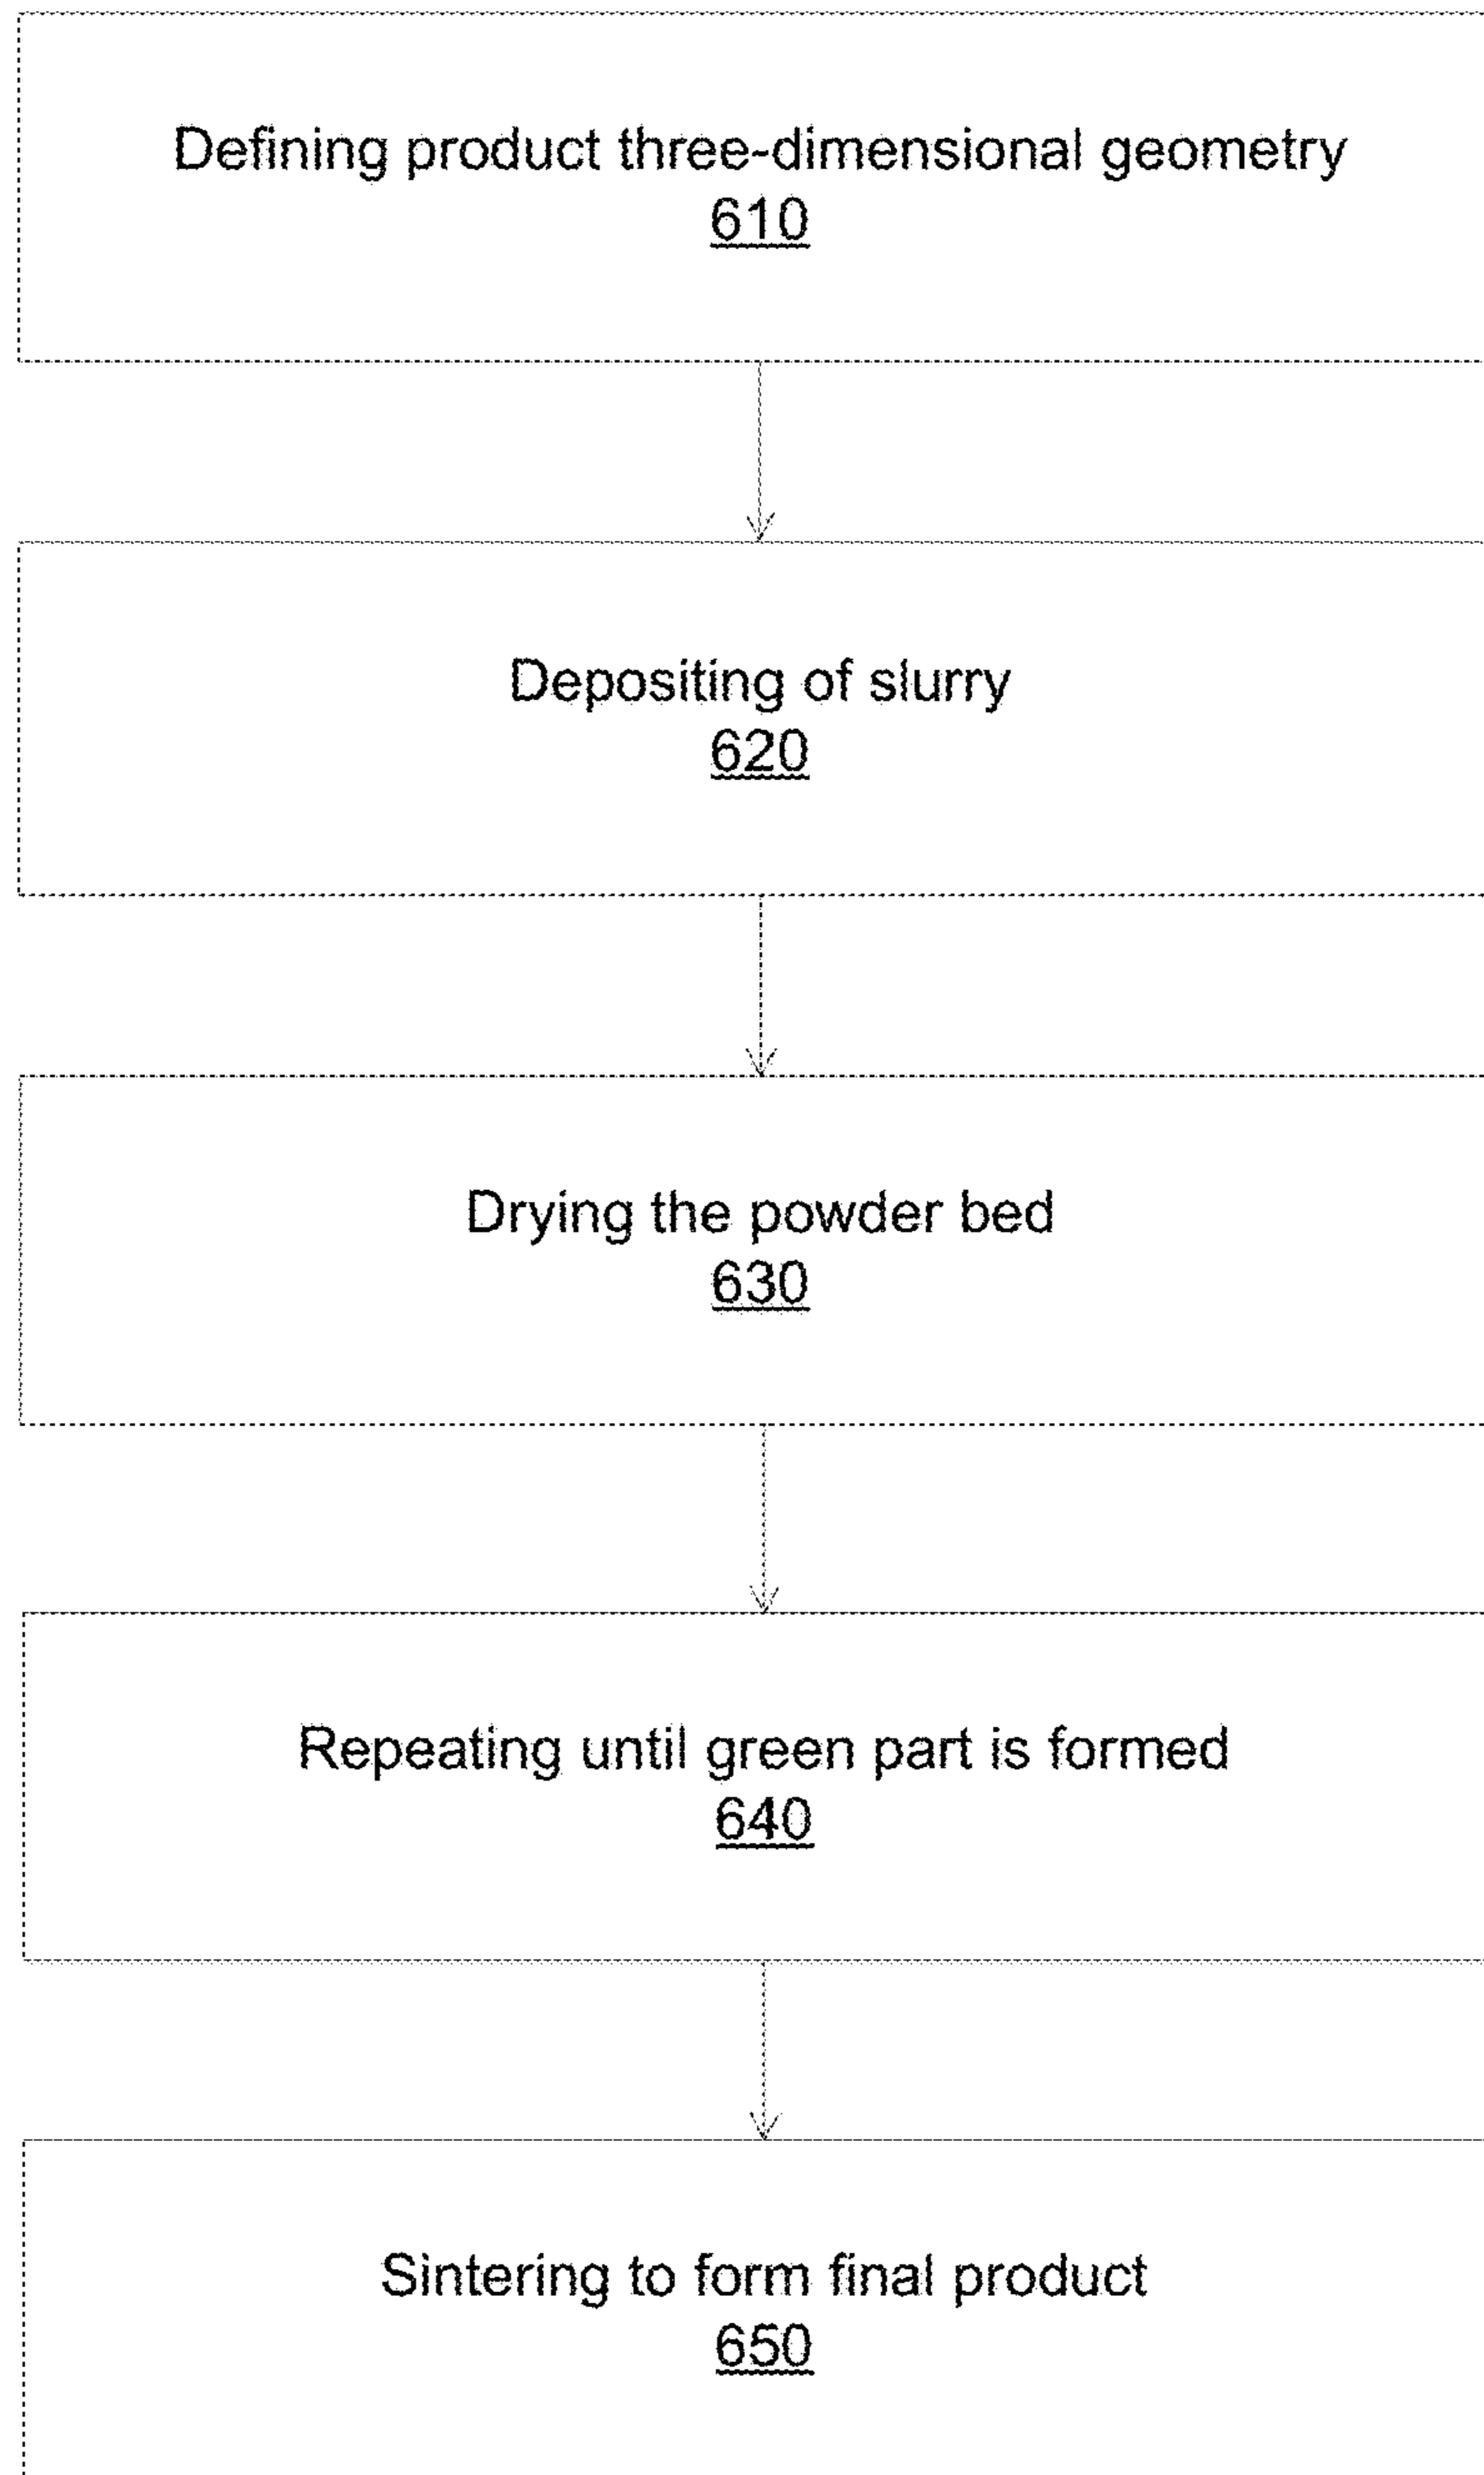 Defining product three-dimensional geometry
610
Depositing of slurry
620
Drying the powder bed
630
Repeating until green part is formed
640
Sintering to form final product
650